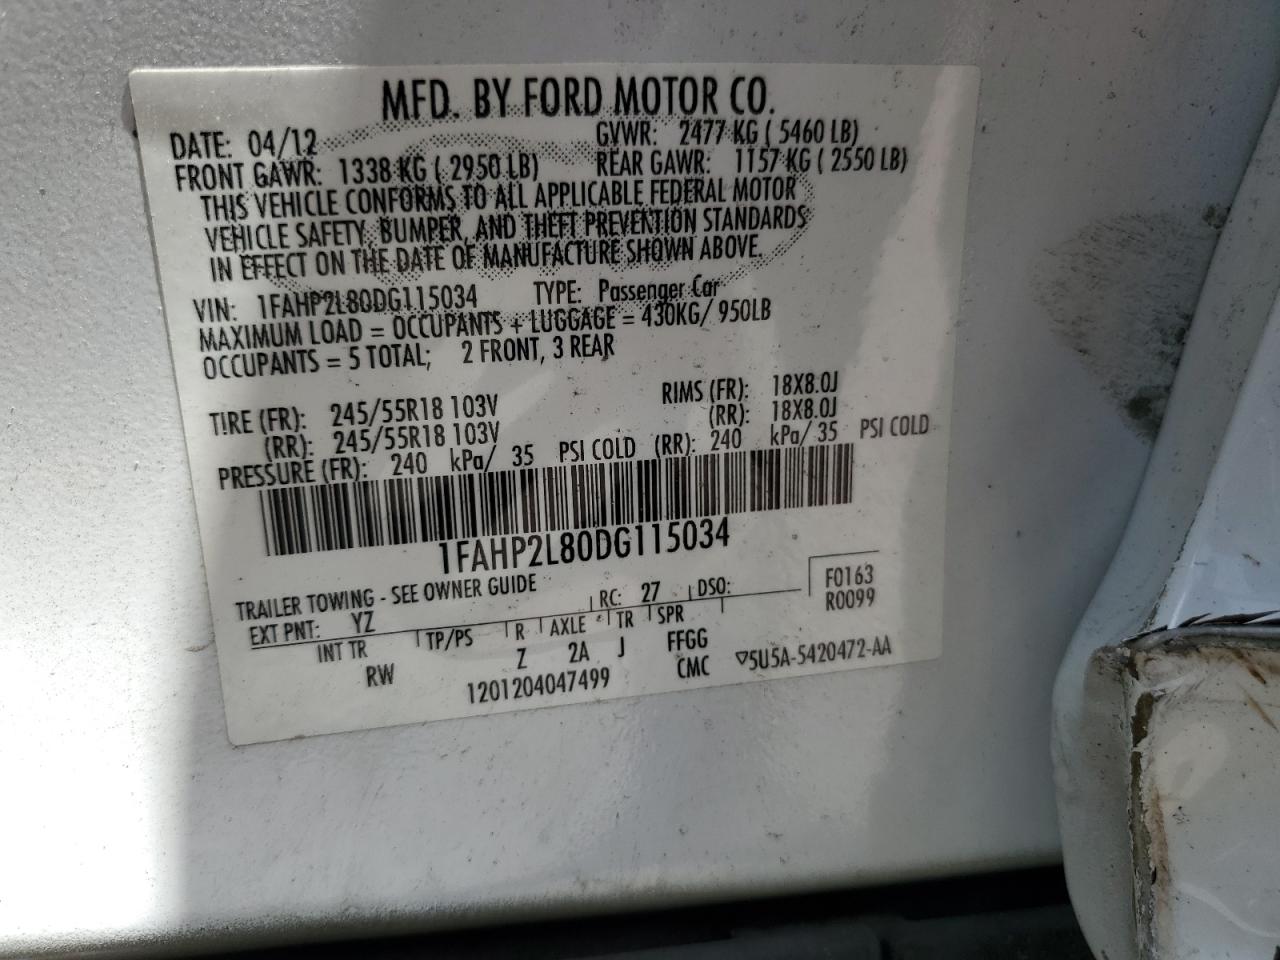 MFD. BY FORD MOTOR CO.
DATE: 04/12 GVWR: 2477 KG ( 5460 LB)
FRONT GAWR: 1338 KG ( 2950 LB) REAR GAWR: 1157 KG ( 2550 LB)
THIS VEHICLE CONFORMS TO ALL APPLICABLE FEDERAL MOTOR
VEHICLE SAFETY, BUMPER, AND THEFT PREVENTION STANDARDS
IN EFFECT ON THE DATE OF MANUFACTURE SHOWN ABOVE.
VIN: 1FAHP2L80DG115034 TYPE: Passenger Car
MAXIMUM LOAD = OCCUPANTS + LUGGAGE = 430KG/ 950LB
OCCUPANTS = 5 TOTAL; 2 FRONT, 3 REAR
TIRE (FR): 245/55R18 103V RIMS (FR): 18X8.0J
(RR): 245/55R18 103V (RR): 18X8.0J
PRESSURE (FR): 240 kPa/ 35 PSI COLD (RR): 240 kPa/ 35 PSI COLD
1FAHP2L80DG115034
TRAILER TOWING - SEE OWNER GUIDE
EXT PNT: YZ RC: 27 DSO: F0163
R0099
INT TR TP/PS R AXLE TR SPR
RW Z 2A J FFGG
1201204047499 CMC ▽5U5A-5420472-AA